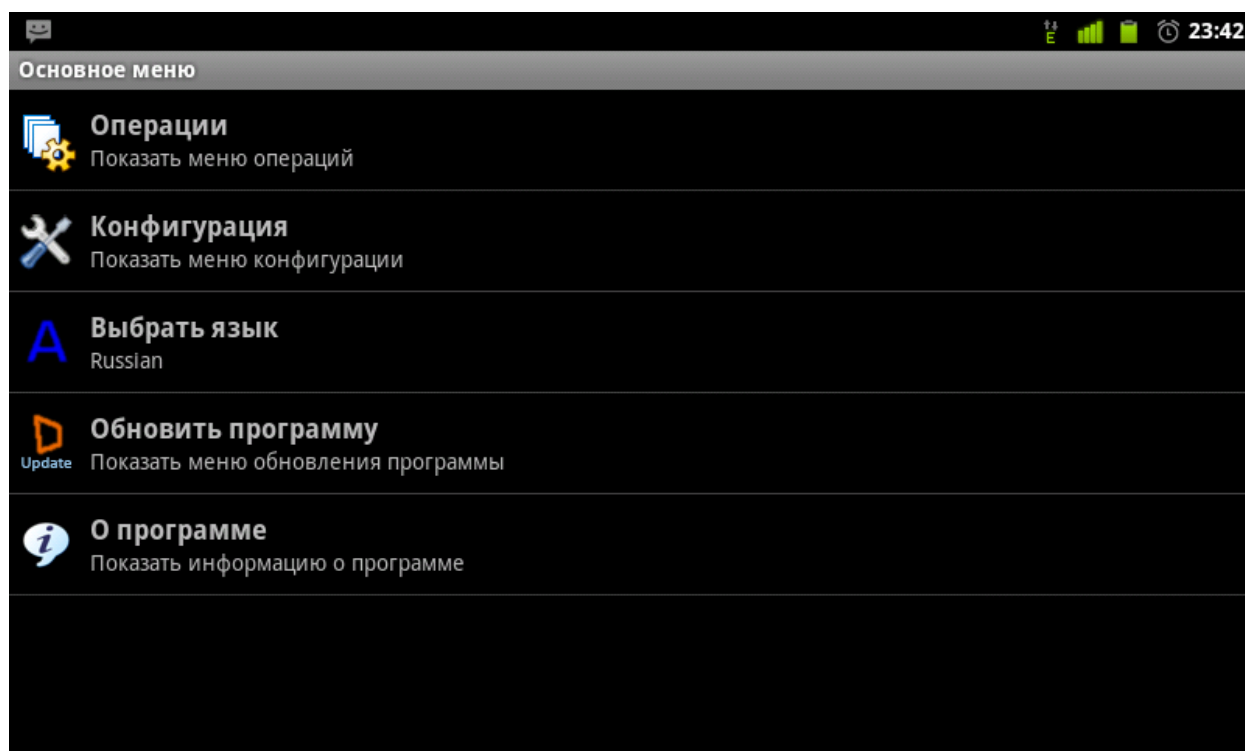 E 23:42
Основное меню
Операции
Показать меню операций
Конфигурация
Показать меню конфигурации
A
Выбрать язык
Russian
Обновить программу
Update Показать меню обновления программы
i
О программе
Показать информацию о программе